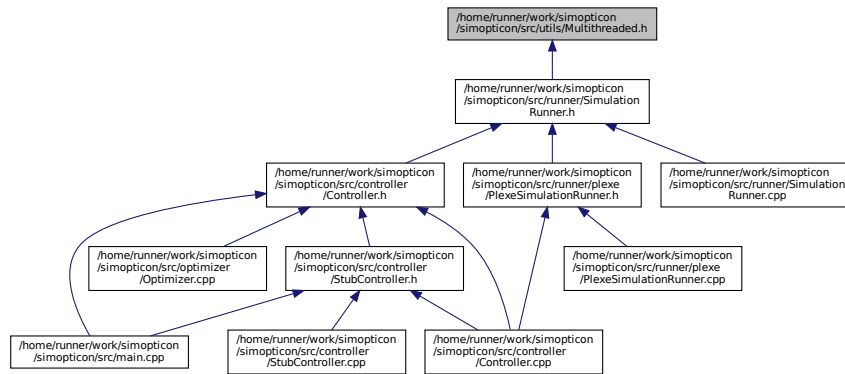 /home/runner/work/simopticon
/simopticon/src/utils/Multithreaded.h
/home/runner/work/simopticon
/simopticon/src/runner/Simulation
Runner.h
/home/runner/work/simopticon
/simopticon/src/controller
/Controller.h
/home/runner/work/simopticon
/simopticon/src/runner/plexe
/PlexeSimulationRunner.h
/home/runner/work/simopticon
/simopticon/src/runner/Simulation
Runner.cpp
/home/runner/work/simopticon
/simopticon/src/optimizer
/Optimizer.cpp
/home/runner/work/simopticon
/simopticon/src/controller
/StubController.h
/home/runner/work/simopticon
/simopticon/src/runner/plexe
/PlexeSimulationRunner.cpp
/home/runner/work/simopticon
/simopticon/src/main.cpp
/home/runner/work/simopticon
/simopticon/src/controller
/StubController.cpp
/home/runner/work/simopticon
/simopticon/src/controller
/Controller.cpp